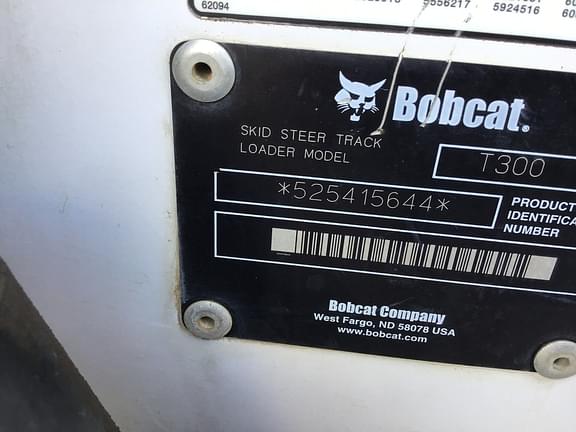 62094
9556217
5924516
Bobcat.
SKID STEER TRACK
LOADER MODEL
T300
*525415644*
PRODUCT
IDENTIFICA
NUMBER
Bobcat Company
West Fargo, ND 58078 USA
www.bobcat.com